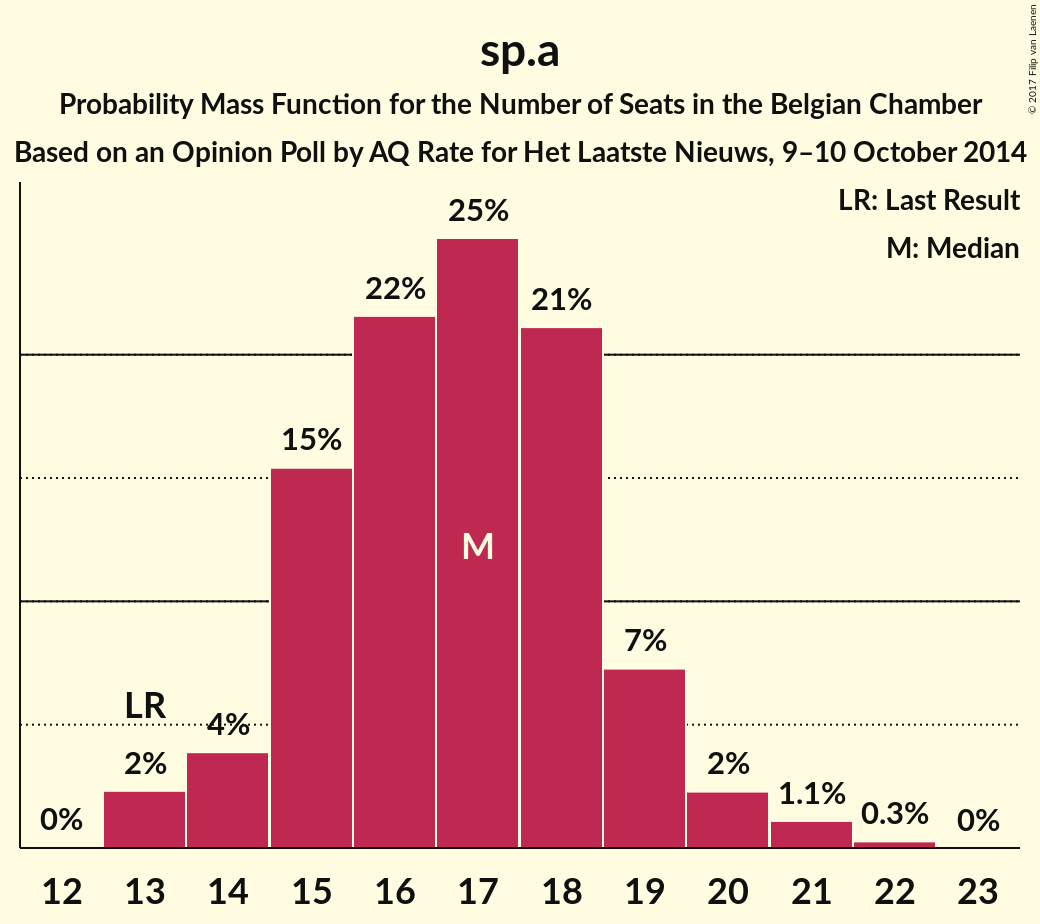 sp.a
Probability Mass Function for the Number of Seats in the Belgian Chamber
Based on an Opinion Poll by AQ Rate for Het Laatste Nieuws, 9–10 October 2014
© 2017 Filip van Laenen
LR: Last Result
M: Median
25%
22%
21%
15%
M
7%
LR
4%
2%
2%
1.1%
0.3%
0%
0%
12 13 14 15 16 17 18 19 20 21 22 23